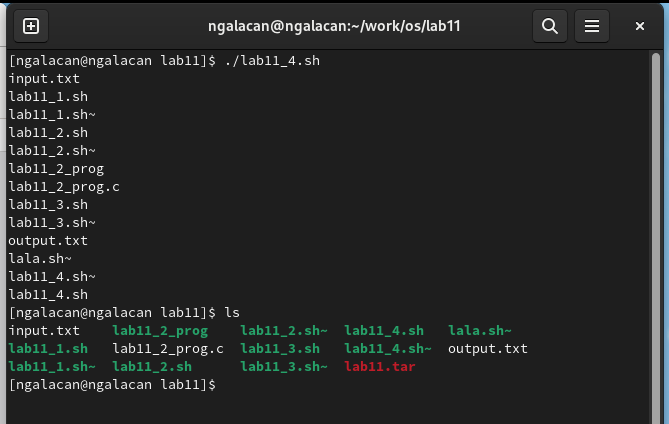 ngalacan@ngalacan:~/work/os/lab11
[ngalacan@ngalacan lab11]$ ./lab11_4.sh
input.txt
lab11_1.sh
lab11_1.sh~
lab11_2.sh
lab11_2.sh~
lab11_2_prog
lab11_2_prog.c
lab11_3.sh
lab11_3.sh~
output.txt
lala.sh~
lab11_4.sh~
lab11_4.sh
[ngalacan@ngalacan lab11]$ ls
input.txt    lab11_2_prog    lab11_2.sh~  lab11_4.sh   lala.sh~
lab11_1.sh   lab11_2_prog.c  lab11_3.sh   lab11_4.sh~  output.txt
lab11_1.sh~  lab11_2.sh      lab11_3.sh~  lab11.tar
[ngalacan@ngalacan lab11]$